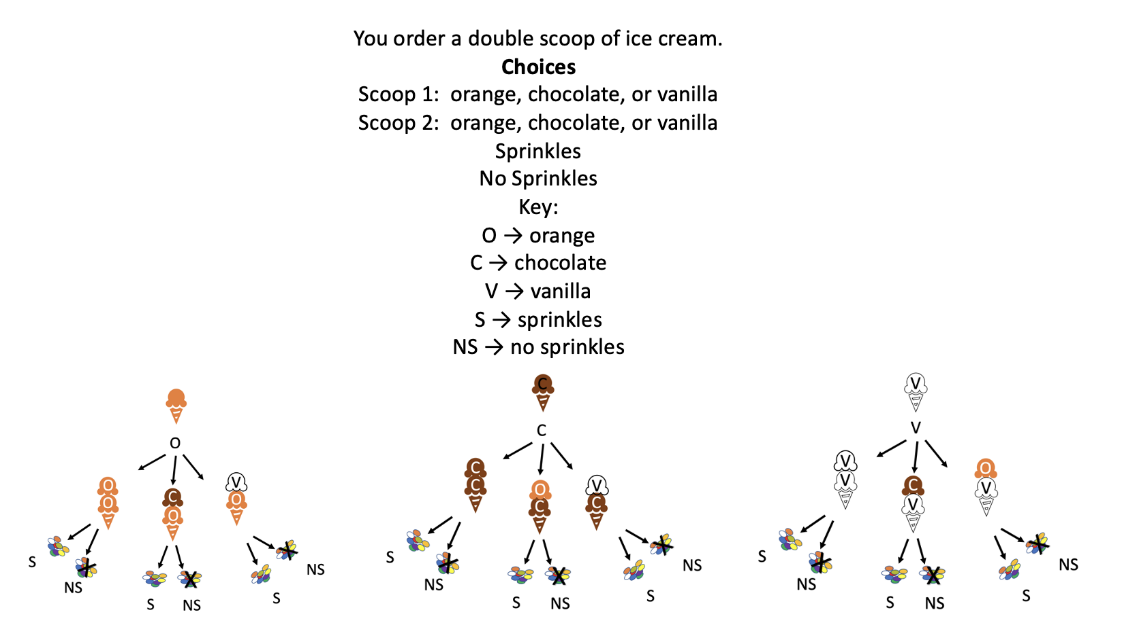 You order a double scoop of ice cream.
Choices
Scoop 1: orange, chocolate, or vanilla
Scoop 2: orange, chocolate, or vanilla
Sprinkles
No Sprinkles
Key:
O → orange
C → chocolate
V → vanilla
S → sprinkles
NS → no sprinkles
C V
O C V
O O C O V O
C C O C V C
V V C V O V
S NS S NS S NS
S NS S NS S NS
S NS S NS S NS